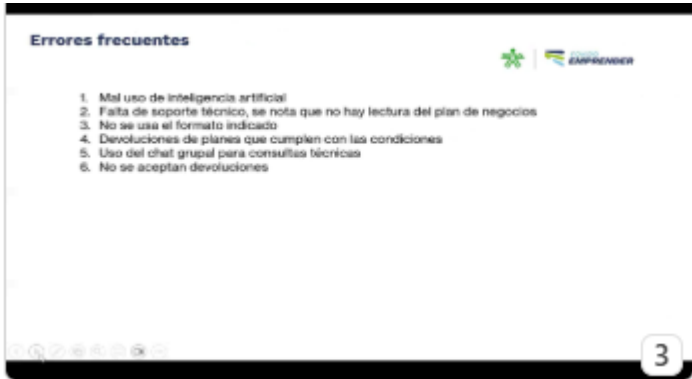 Errores frecuentes
FONDO
EMPRENDER
1. Mal uso de inteligencia artificial
2. Falta de soporte técnico, se nota que no hay lectura del plan de negocios
3. No se usa el formato indicado
4. Devoluciones de planes que cumplen con las condiciones
5. Uso del chat grupal para consultas técnicas
6. No se aceptan devoluciones
3